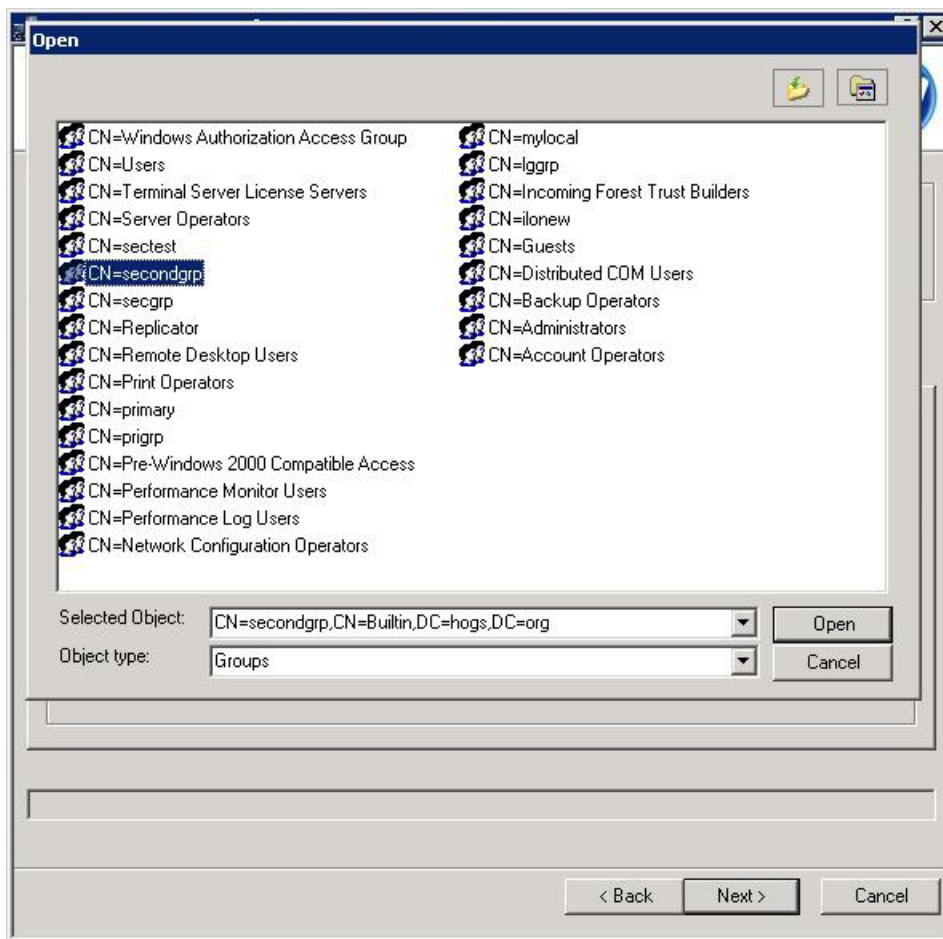 Open
CN=Windows Authorization Access Group
CN=Users
CN=Terminal Server License Servers
CN=Server Operators
CN=sectest
CN=secondgrp
CN=secgrp
CN=Replicator
CN=Remote Desktop Users
CN=Print Operators
CN=primary
CN=prigrp
CN=Pre-Windows 2000 Compatible Access
CN=Performance Monitor Users
CN=Performance Log Users
CN=Network Configuration Operators
CN=mylocal
CN=lggrp
CN=Incoming Forest Trust Builders
CN=ilonew
CN=Guests
CN=Distributed COM Users
CN=Backup Operators
CN=Administrators
CN=Account Operators
Selected Object: CN=secondgrp,CN=Builtin,DC=hogs,DC=org Open
Object type: Groups Cancel
< Back Next > Cancel